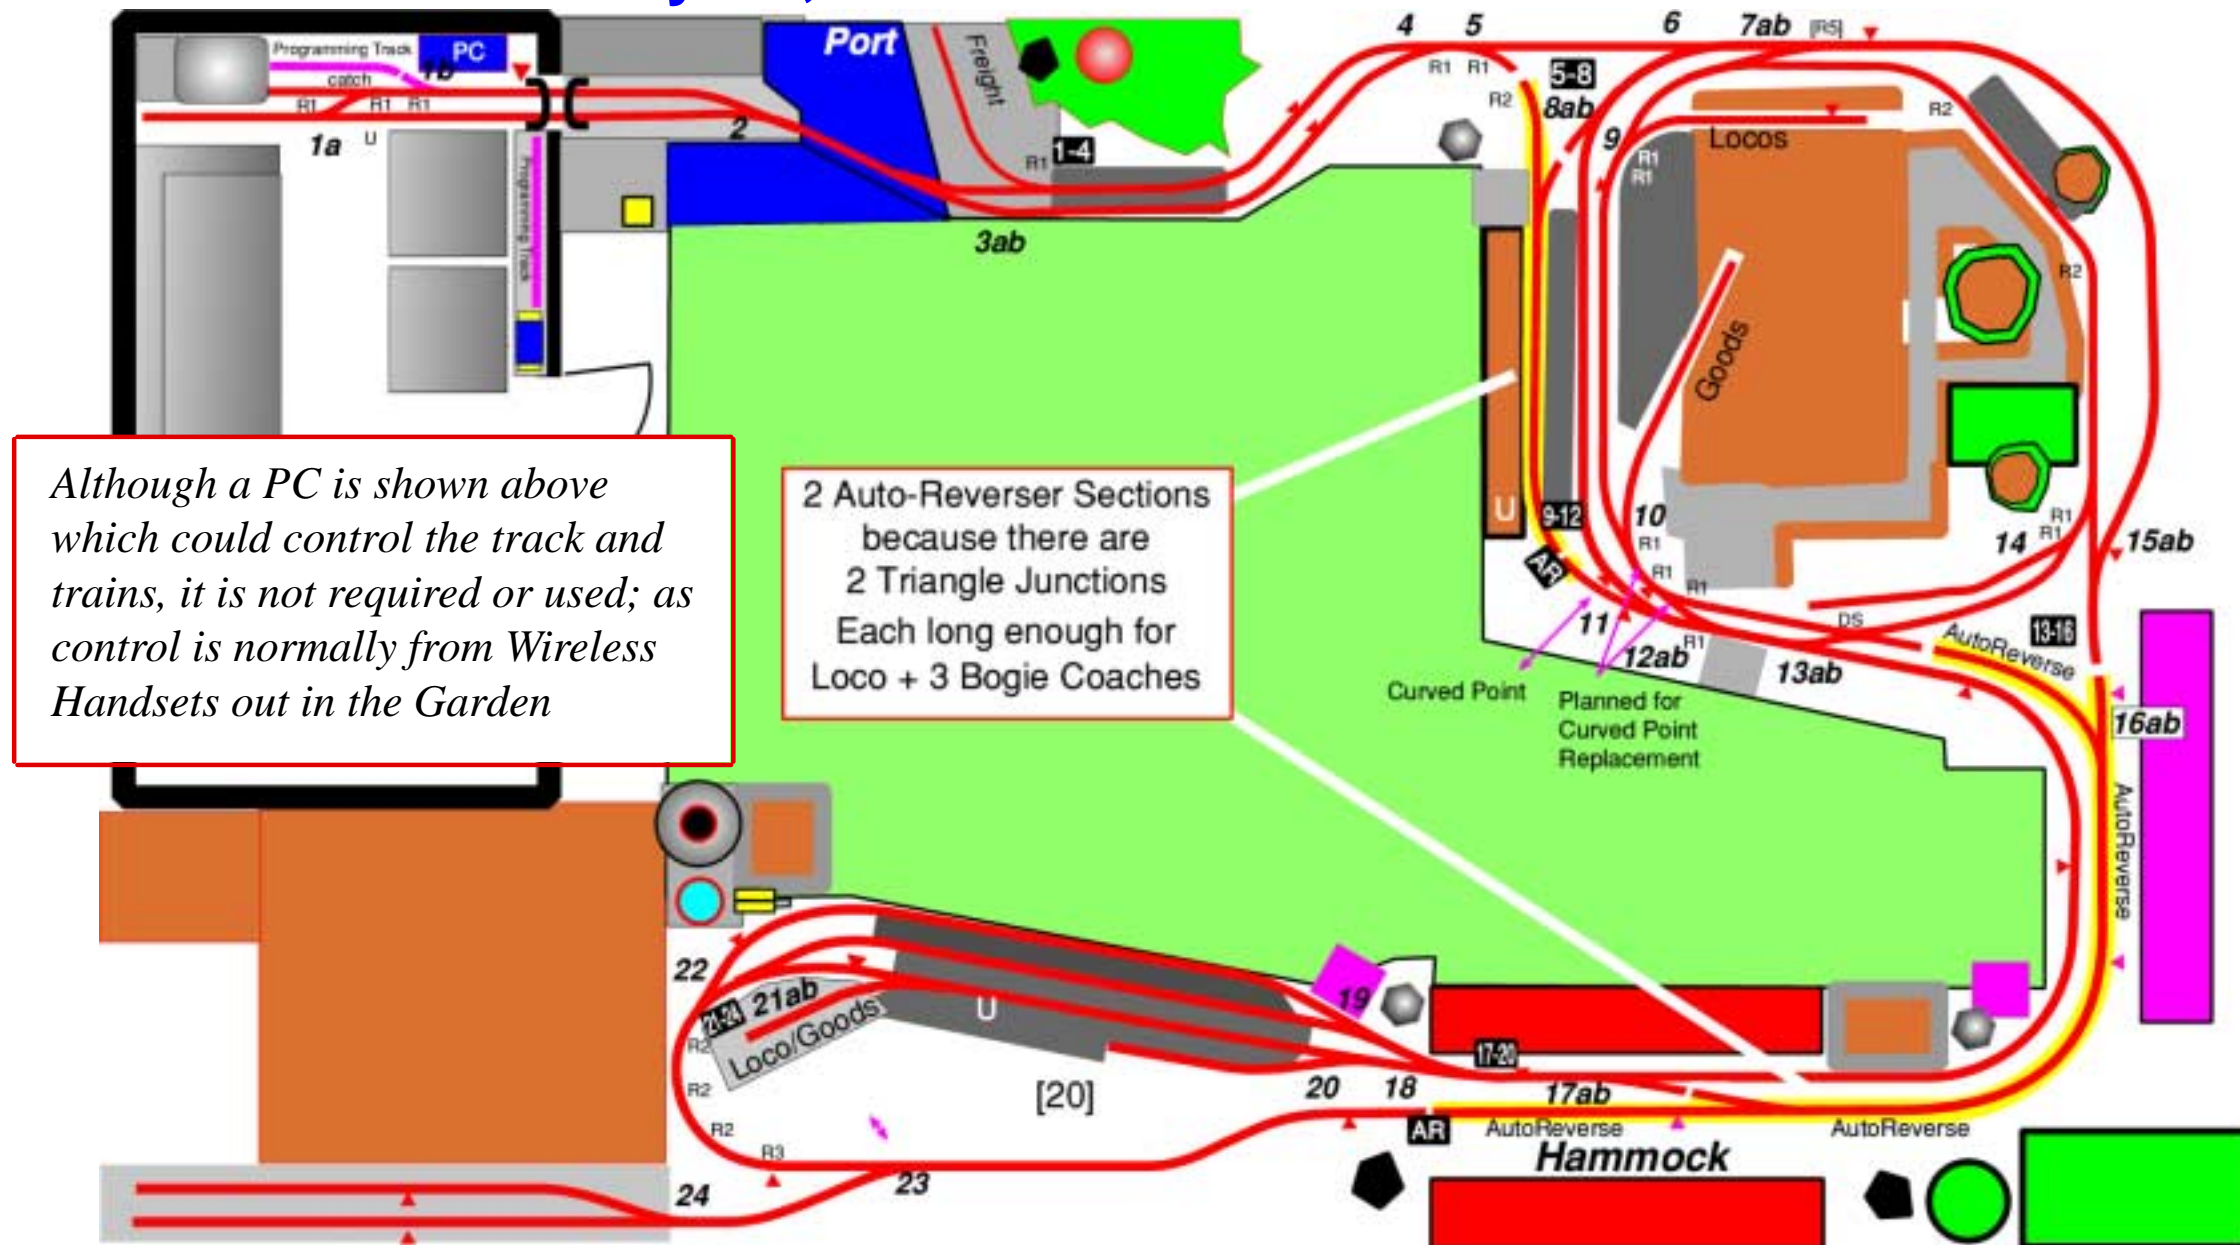 Programming Track
PC
catch
1b
R1
R1
R1
1a
U
Programming Track
2
Port
Freight
R1
1-4
3ab
4
5
R1
R1
R2
5-8
8ab
6
7ab
[R5]
9
R1
R1
Locos
R2
R2
Goods
U
9-12
AR
10
R1
R1
R1
11
12ab
R1
13ab
DS
14
R1
R1
15ab
AutoReverse
13-16
16ab
AutoReverse
Curved Point
Planned for
Curved Point
Replacement
Although a PC is shown above
which could control the track and
trains, it is not required or used; as
control is normally from Wireless
Handsets out in the Garden
2 Auto-Reverser Sections
because there are
2 Triangle Junctions
Each long enough for
Loco + 3 Bogie Coaches
22
21ab
21-24
Loco/Goods
U
R2
R2
R2
R3
[20]
19
20
18
17-20
17ab
AR
AutoReverse
AutoReverse
Hammock
23
24